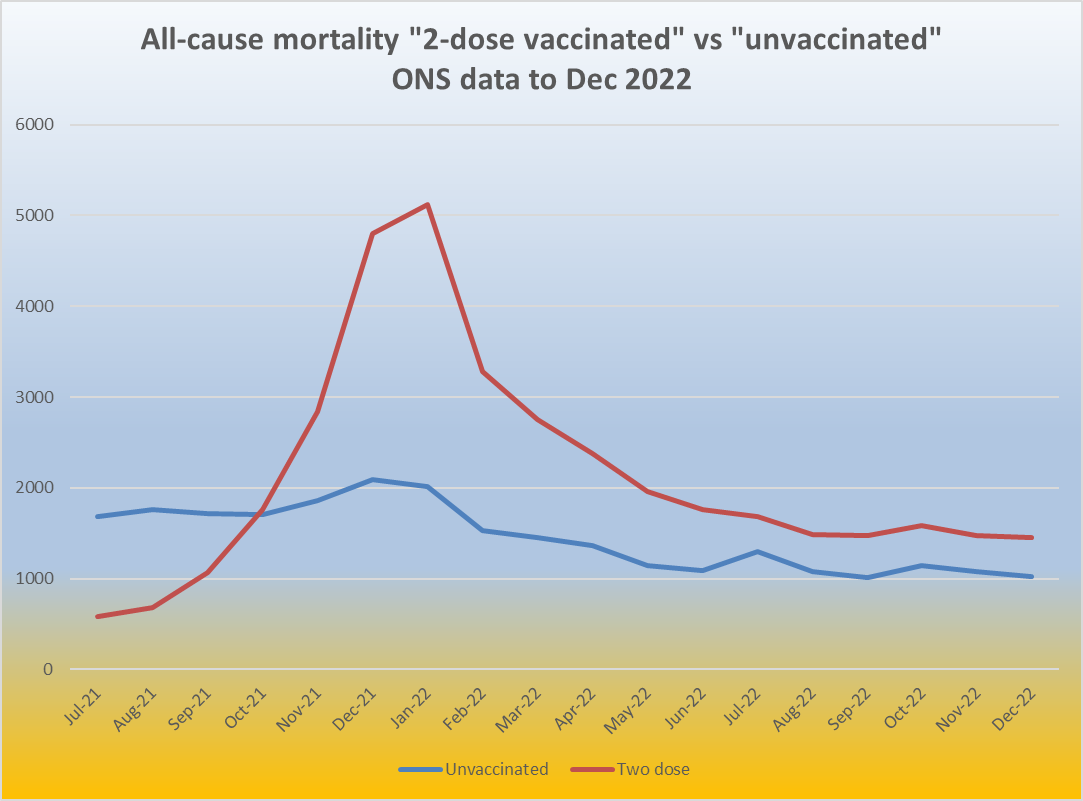 All-cause mortality "2-dose vaccinated" vs "unvaccinated"
ONS data to Dec 2022
6000
5000
4000
3000
2000
1000
0
Jul-21
Aug-21
Sep-21
Oct-21
Nov-21
Dec-21
Jan-22
Feb-22
Mar-22
Apr-22
May-22
Jun-22
Jul-22
Aug-22
Sep-22
Oct-22
Nov-22
Dec-22
Unvaccinated
Two dose